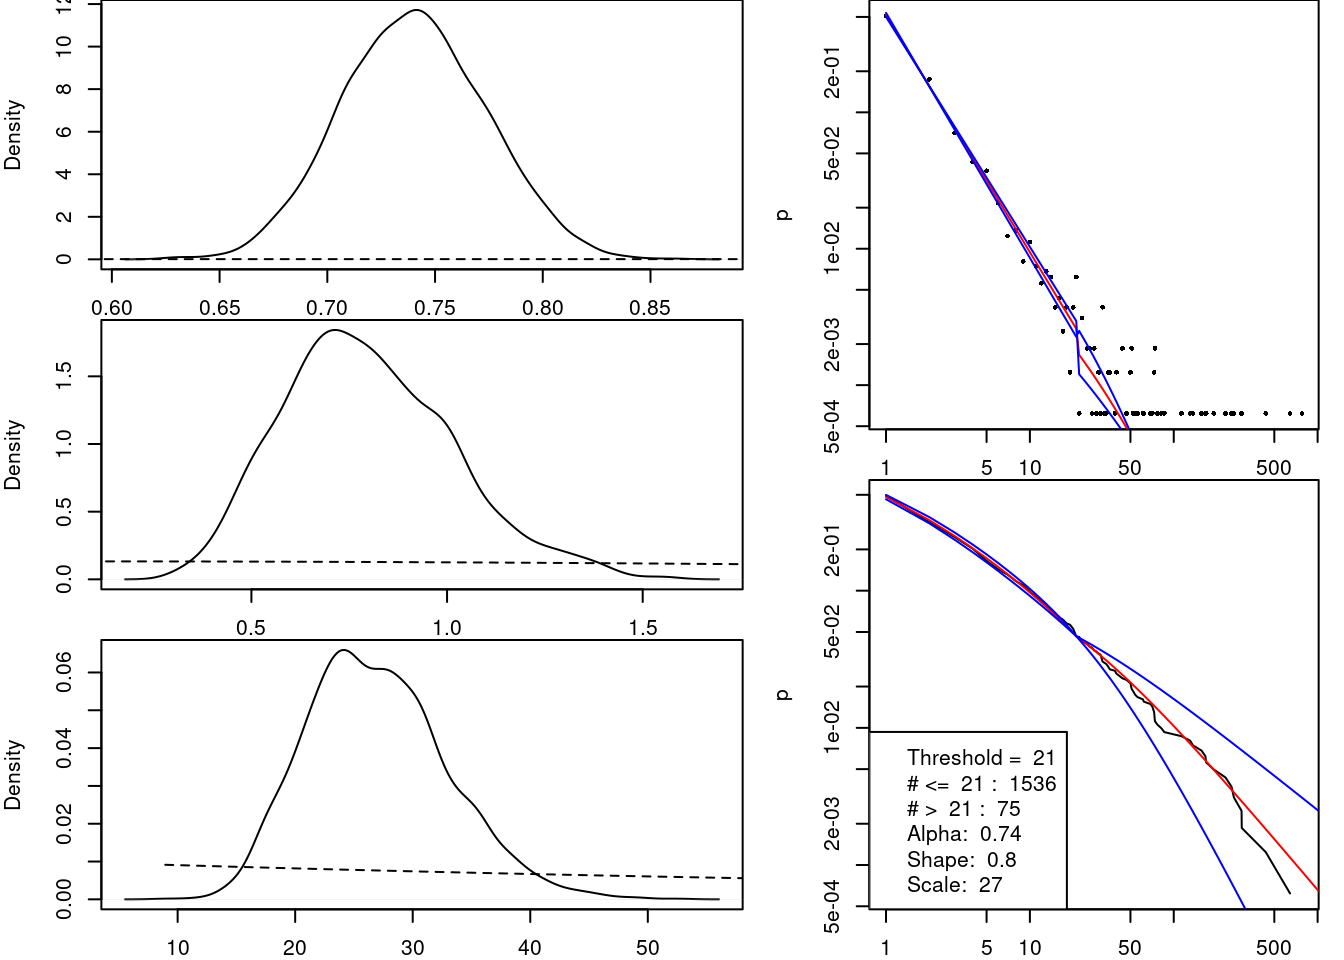 Density
12
10
8
6
4
2
0
0.60 0.65 0.70 0.75 0.80 0.85
Density
1.5
1.0
0.5
0.0
0.5 1.0 1.5
Density
0.06
0.04
0.02
0.00
10 20 30 40 50
p
2e-01
5e-02
1e-02
2e-03
5e-04
1 5 10 50 500
p
2e-01
5e-02
1e-02
2e-03
5e-04
Threshold = 21
# <= 21 : 1536
# > 21 : 75
Alpha: 0.74
Shape: 0.8
Scale: 27
1 5 10 50 500